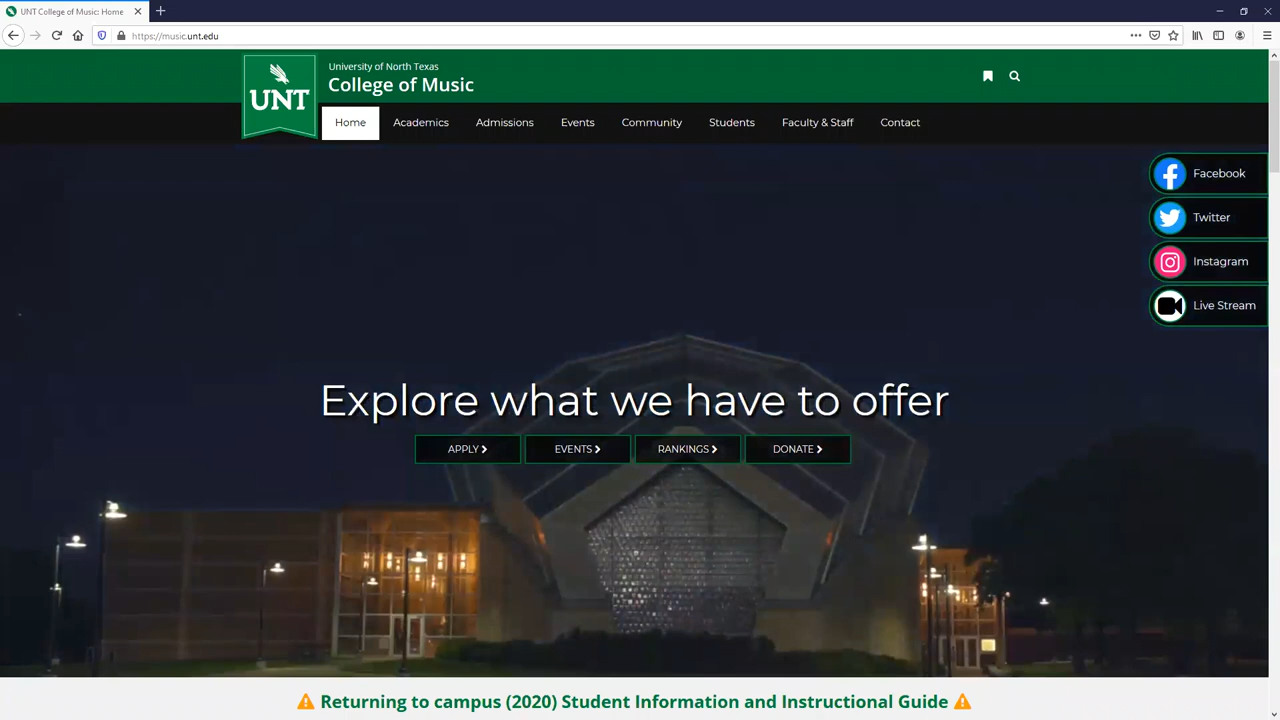 UNT College of Music: Home
https://music.unt.edu
University of North Texas
College of Music
UNT
Home Academics Admissions Events Community Students Faculty & Staff Contact
Facebook
Twitter
Instagram
Live Stream
Explore what we have to offer
APPLY EVENTS RANKINGS DONATE
Returning to campus (2020) Student Information and Instructional Guide